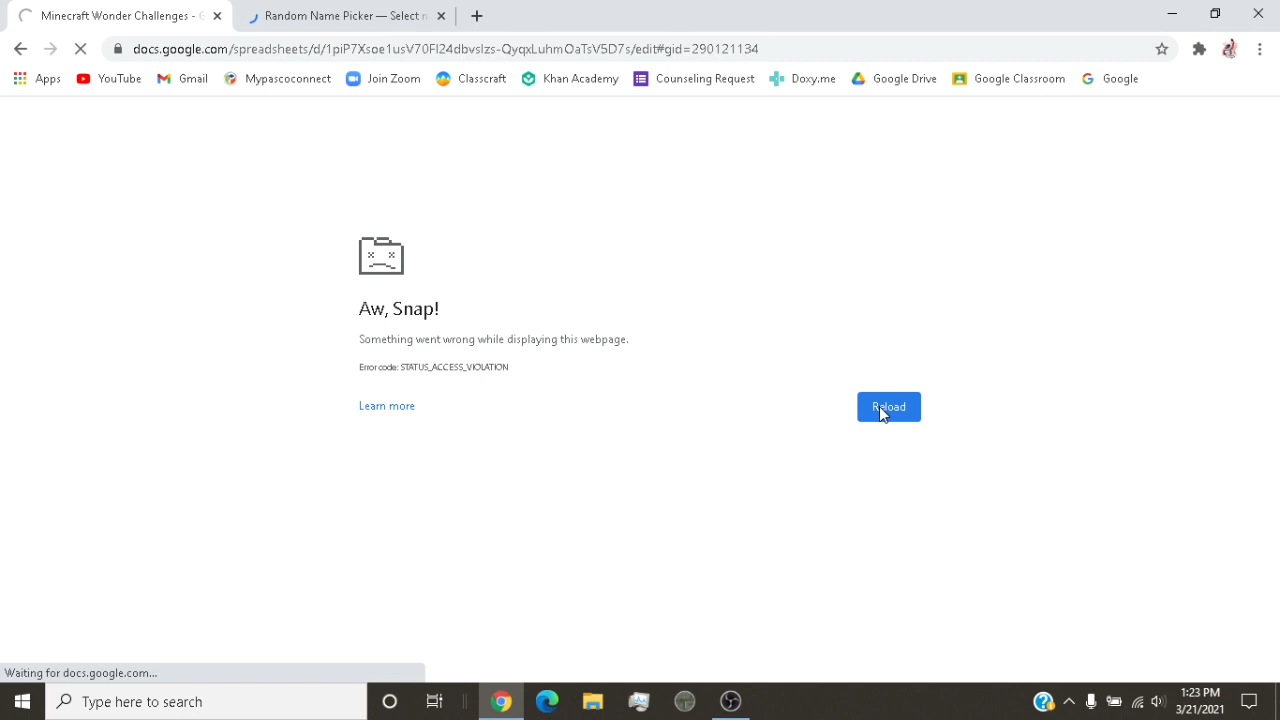 Minecraft Wonder Challenges - G
Random Name Picker — Select n
docs.google.com/spreadsheets/d/1piP7Xsoe1usV70FI24dbvslzs-QyqxLuhmOaTsV5D7s/edit#gid=290121134
Apps YouTube Gmail Mypascoconnect Join Zoom Classcraft Khan Academy Counseling Request Doxy.me Google Drive Google Classroom Google
Aw, Snap!
Something went wrong while displaying this webpage.
Error code: STATUS_ACCESS_VIOLATION
Learn more
Reload
Waiting for docs.google.com...
Type here to search
1:23 PM
3/21/2021